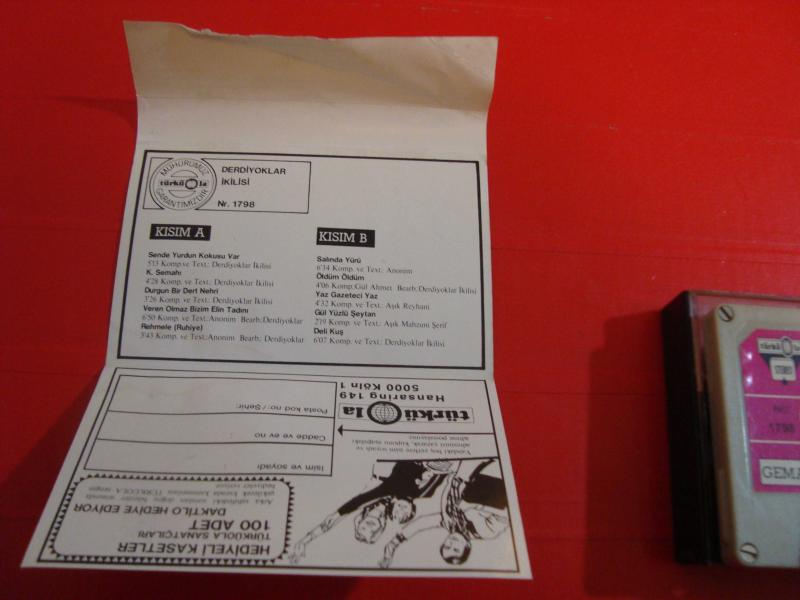 MÜHÜRÜMÜZ
türküola
GARANTİMİZDİR
DERDİYOKLAR
İKİLİSİ
Nr. 1798
KISIM A
Sende Yurdun Kokusu Var
5'13 Komp.ve Text.: Derdiyoklar İkilisi
K. Semahı
4'28 Komp.ve Text.: Derdiyoklar İkilisi
Durgun Bir Dert Nehri
3'26 Komp.ve Text.: Derdiyoklar İkilisi
Veren Olmaz Bizim Elin Tadını
6'50 Komp.ve Text.:Anonim Bearb.;Derdiyoklar
Rehmele (Ruhiye)
3'43 Komp.ve Text.:Anonim Bearb.; Derdiyoklar
KISIM B
Salında Yürü
6'34 Komp.ve Text.: Anonim
Öldüm Öldüm
4'06 Komp.;Gül Ahmet Bearb.;Derdiyoklar İkilisi
Yaz Gazeteci Yaz
4'32 Komp.ve Text.: Aşık Reyhani
Gül Yüzlü Şeytan
2'19 Komp.ve Text.: Aşık Mahzuni Şerif
Deli Kuş
6'07 Komp.ve Text.: Derdiyoklar İkilisi
HEDİYELİ KASETLER
TÜRKÜOLA SANATÇILARI
100 ADET
DAKTİLO HEDİYE EDİYOR
hediyeler veriyor.
İsim ve soyadı
Cadde ve ev no
Posta kod no: / Şehir:
türküola
Hansaring 149
5000 Köln 1
türküola
STEREO
NO:
1798
GEMA